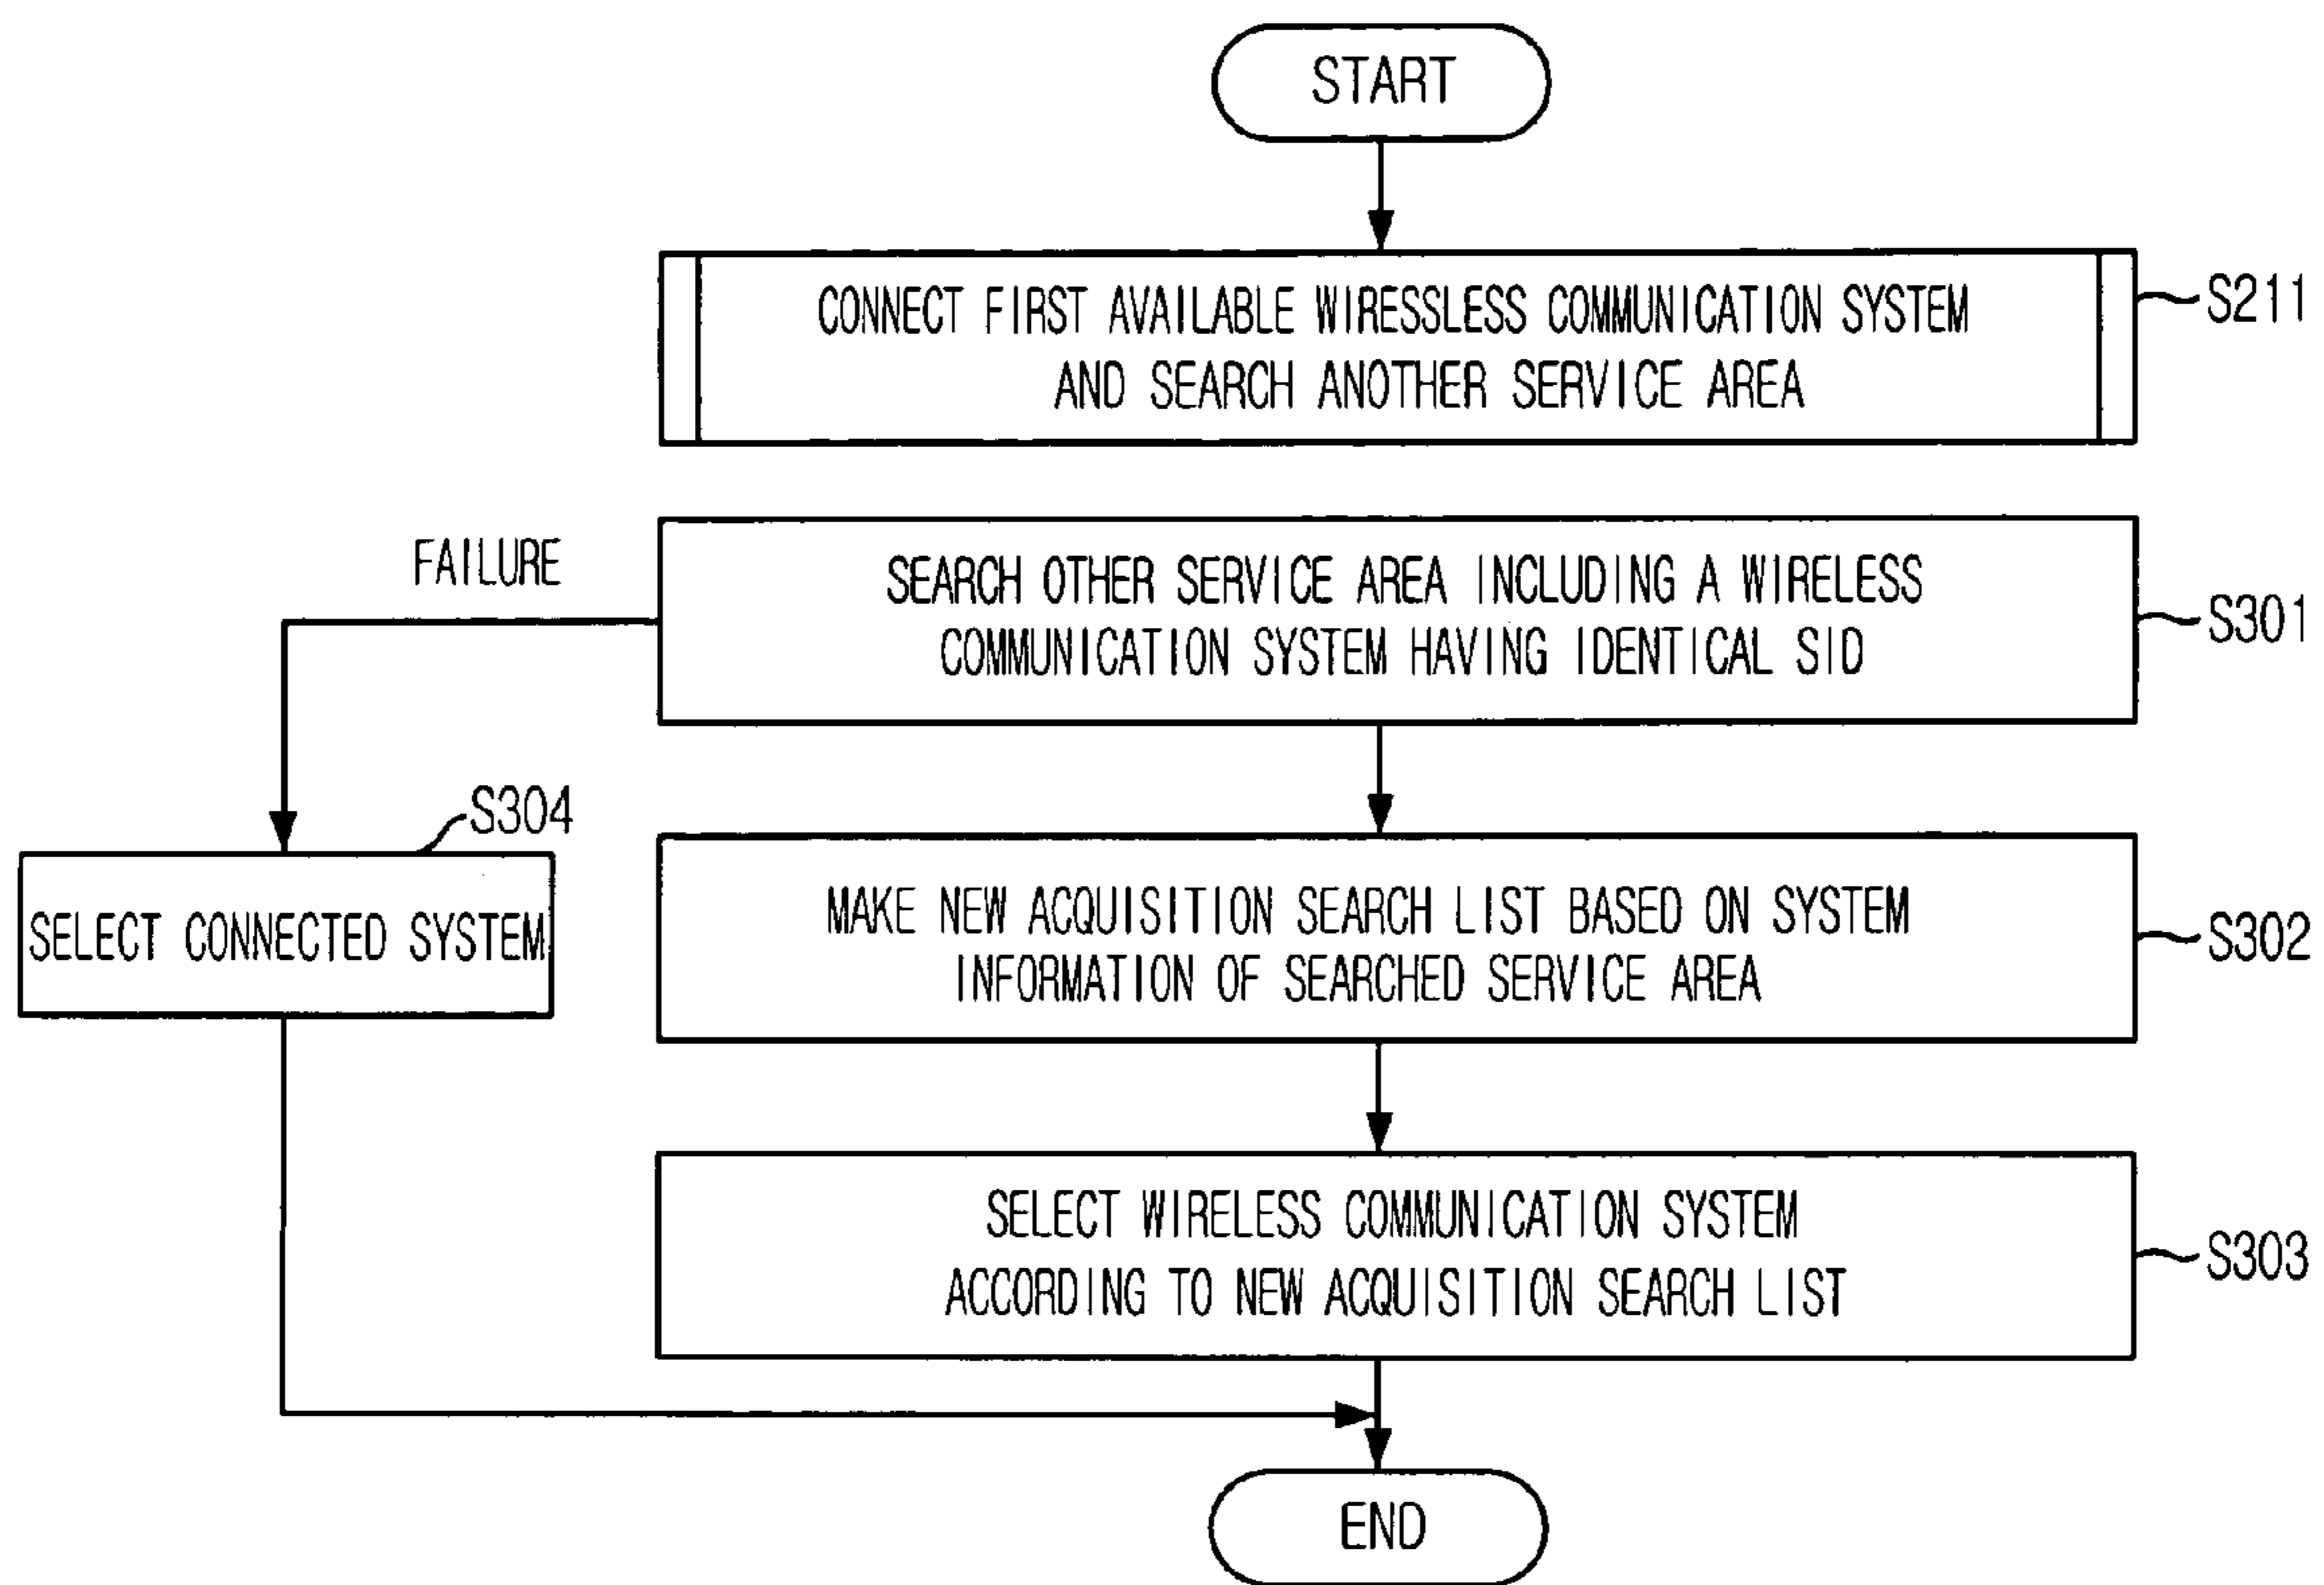 START
CONNECT FIRST AVAILABLE WIRESSLESS COMMUNICATION SYSTEM
AND SEARCH ANOTHER SERVICE AREA
S211
FAILURE
SEARCH OTHER SERVICE AREA INCLUDING A WIRELESS
COMMUNICATION SYSTEM HAVING IDENTICAL SID
S301
S304
SELECT CONNECTED SYSTEM
MAKE NEW ACQUISITION SEARCH LIST BASED ON SYSTEM
INFORMATION OF SEARCHED SERVICE AREA
S302
SELECT WIRELESS COMMUNICATION SYSTEM
ACCORDING TO NEW ACQUISITION SEARCH LIST
S303
END